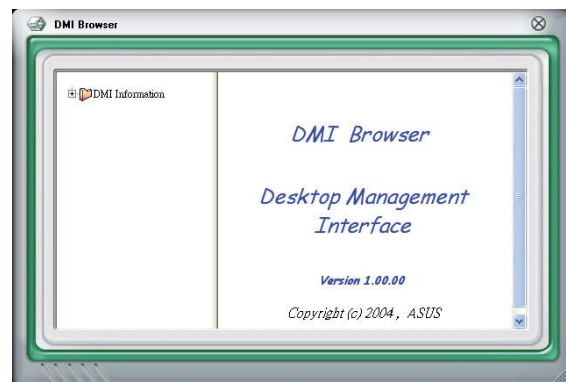 DMI Browser
DMI Information
DMI Browser
Desktop Management
Interface
Version 1.00.00
Copyright (c) 2004, ASUS